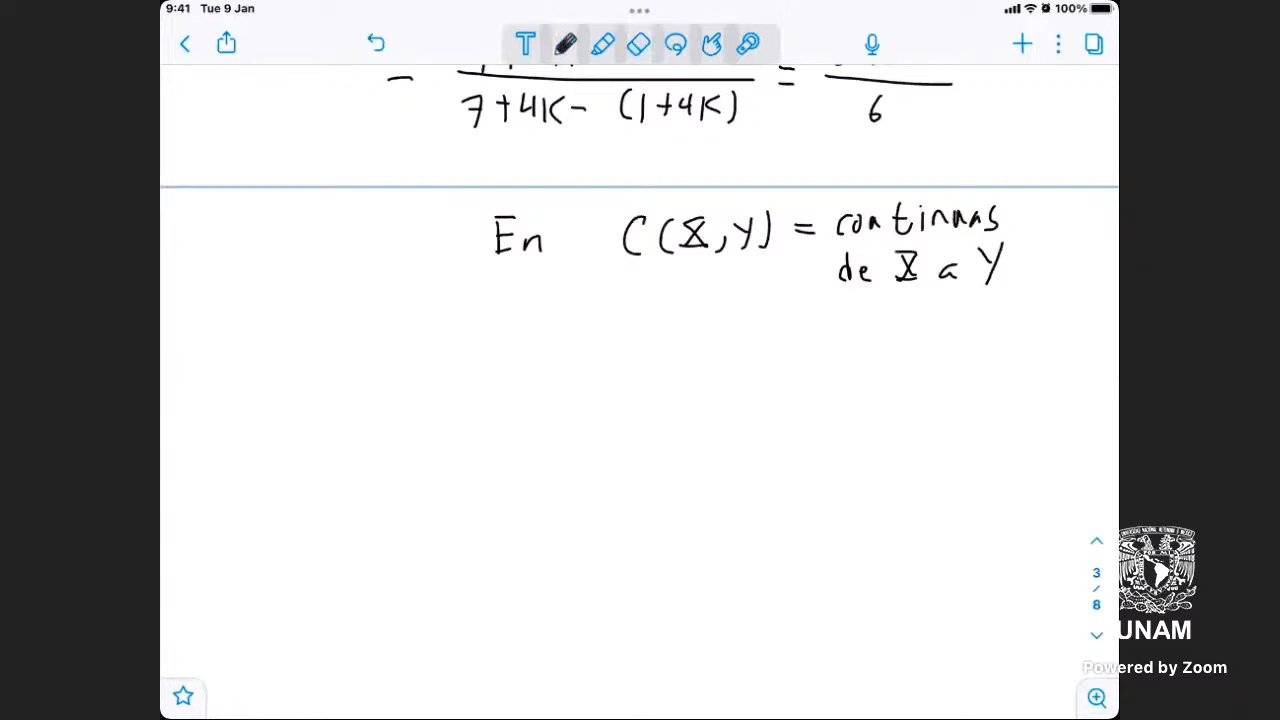 9:41 Tue 9 Jan 100%
T
7+4K- (1+4K) = 6
En C(X,Y) = continuas
de X a Y
3
8
UNAM
Powered by Zoom